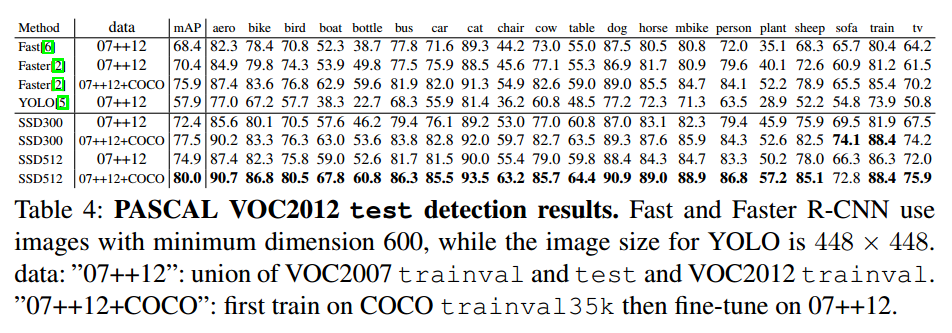 Method data mAP aero bike bird boat bottle bus car cat chair cow table dog horse mbike person plant sheep sofa train tv
Fast[6] 07++12 68.4 82.3 78.4 70.8 52.3 38.7 77.8 71.6 89.3 44.2 73.0 55.0 87.5 80.5 80.8 72.0 35.1 68.3 65.7 80.4 64.2
Faster[2] 07++12 70.4 84.9 79.8 74.3 53.9 49.8 77.5 75.9 88.5 45.6 77.1 55.3 86.9 81.7 80.9 79.6 40.1 72.6 60.9 81.2 61.5
Faster[2] 07++12+COCO 75.9 87.4 83.6 76.8 62.9 59.6 81.9 82.0 91.3 54.9 82.6 59.0 89.0 85.5 84.7 84.1 52.2 78.9 65.5 85.4 70.2
YOLO[5] 07++12 57.9 77.0 67.2 57.7 38.3 22.7 68.3 55.9 81.4 36.2 60.8 48.5 77.2 72.3 71.3 63.5 28.9 52.2 54.8 73.9 50.8
SSD300 07++12 72.4 85.6 80.1 70.5 57.6 46.2 79.4 76.1 89.2 53.0 77.0 60.8 87.0 83.1 82.3 79.4 45.9 75.9 69.5 81.9 67.5
SSD300 07++12+COCO 77.5 90.2 83.3 76.3 63.0 53.6 83.8 82.8 92.0 59.7 82.7 63.5 89.3 87.6 85.9 84.3 52.6 82.5 74.1 88.4 74.2
SSD512 07++12 74.9 87.4 82.3 75.8 59.0 52.6 81.7 81.5 90.0 55.4 79.0 59.8 88.4 84.3 84.7 83.3 50.2 78.0 66.3 86.3 72.0
SSD512 07++12+COCO 80.0 90.7 86.8 80.5 67.8 60.8 86.3 85.5 93.5 63.2 85.7 64.4 90.9 89.0 88.9 86.8 57.2 85.1 72.8 88.4 75.9
Table 4: PASCAL VOC2012 test detection results. Fast and Faster R-CNN use
images with minimum dimension 600, while the image size for YOLO is 448 × 448.
data: ”07++12”: union of VOC2007 trainval and test and VOC2012 trainval.
”07++12+COCO”: first train on COCO trainval35k then fine-tune on 07++12.